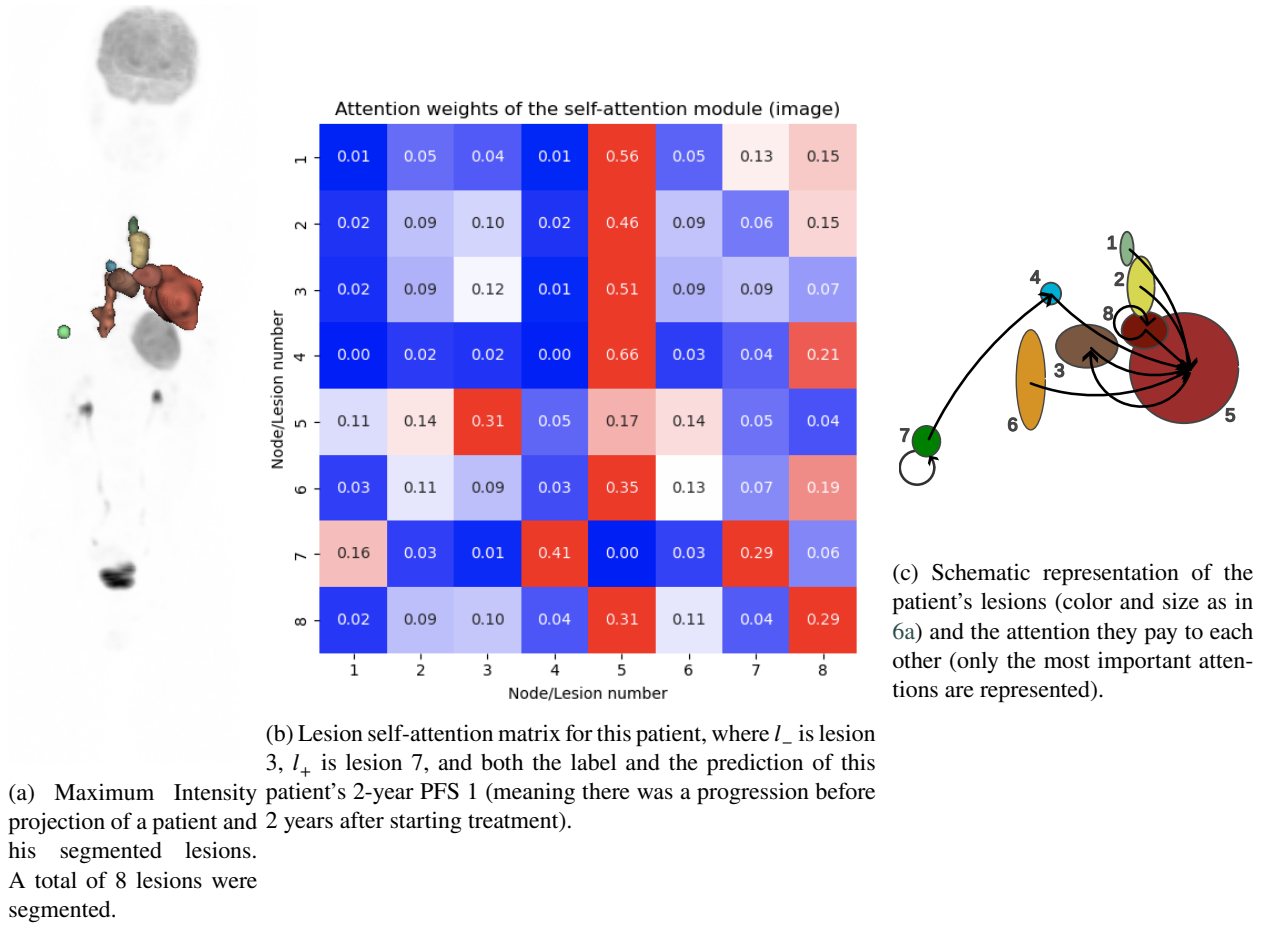 Attention weights of the self-attention module (image)
1 0.01 0.05 0.04 0.01 0.56 0.05 0.13 0.15
2 0.02 0.09 0.10 0.02 0.46 0.09 0.06 0.15
3 0.02 0.09 0.12 0.01 0.51 0.09 0.09 0.07
4 0.00 0.02 0.02 0.00 0.66 0.03 0.04 0.21
5 0.11 0.14 0.31 0.05 0.17 0.14 0.05 0.04
6 0.03 0.11 0.09 0.03 0.35 0.13 0.07 0.19
7 0.16 0.03 0.01 0.41 0.00 0.03 0.29 0.06
8 0.02 0.09 0.10 0.04 0.31 0.11 0.04 0.29
1 2 3 4 5 6 7 8
Node/Lesion number
Node/Lesion number
1
2
4
8
3
5
6
7
(a) Maximum Intensity
projection of a patient and
his segmented lesions.
A total of 8 lesions were
segmented.
(b) Lesion self-attention matrix for this patient, where l₋ is lesion
3, l₊ is lesion 7, and both the label and the prediction of this
patient's 2-year PFS 1 (meaning there was a progression before
2 years after starting treatment).
(c) Schematic representation of the
patient's lesions (color and size as in
6a) and the attention they pay to each
other (only the most important atten-
tions are represented).